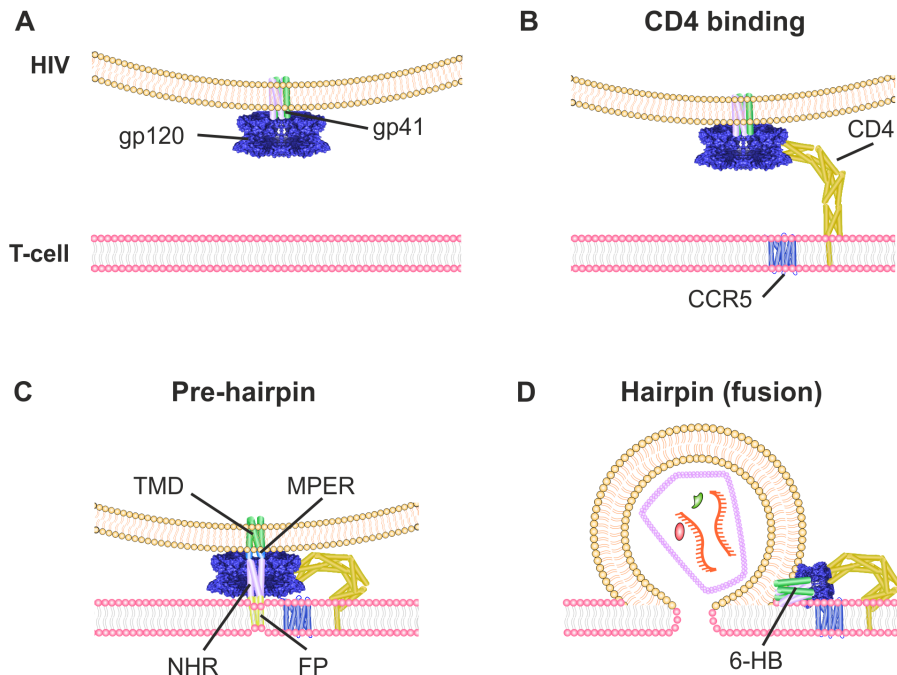 A
HIV
gp120
gp41
T-cell
B
CD4 binding
CD4
CCR5
C
Pre-hairpin
TMD
MPER
NHR
FP
D
Hairpin (fusion)
6-HB